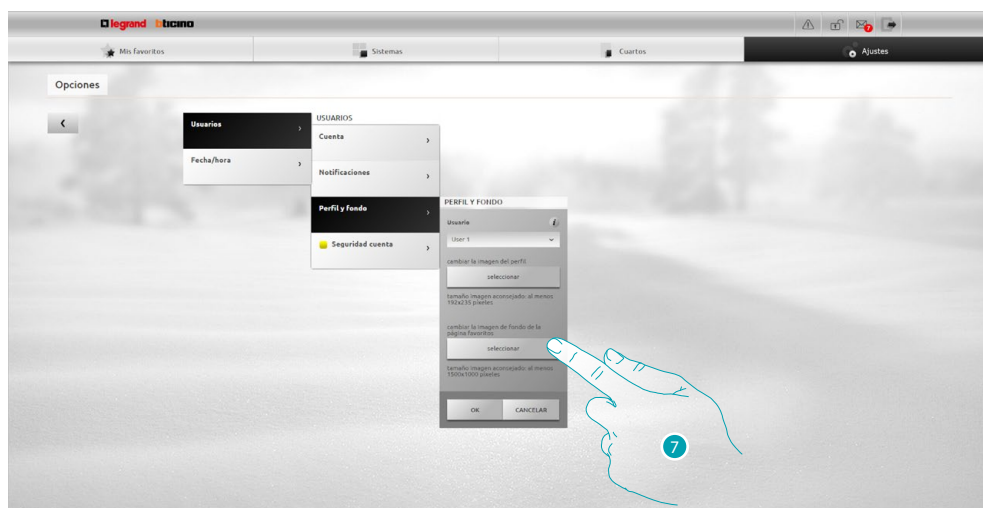 legrand bticino
Mis favoritos
Sistemas
Cuartos
Ajustes
Opciones
Usuarios
Fecha/hora
USUARIOS
Cuenta
Notificaciones
Perfil y fondo
Seguridad cuenta
PERFIL Y FONDO
Usuario
i
User 1
cambiar la imagen del perfil
seleccionar
tamaño imagen aconsejado: al menos
192x235 píxeles
cambiar la imagen de fondo de la
página favoritos
seleccionar
tamaño imagen aconsejado: al menos
1500x1000 píxeles
OK
CANCELAR
7